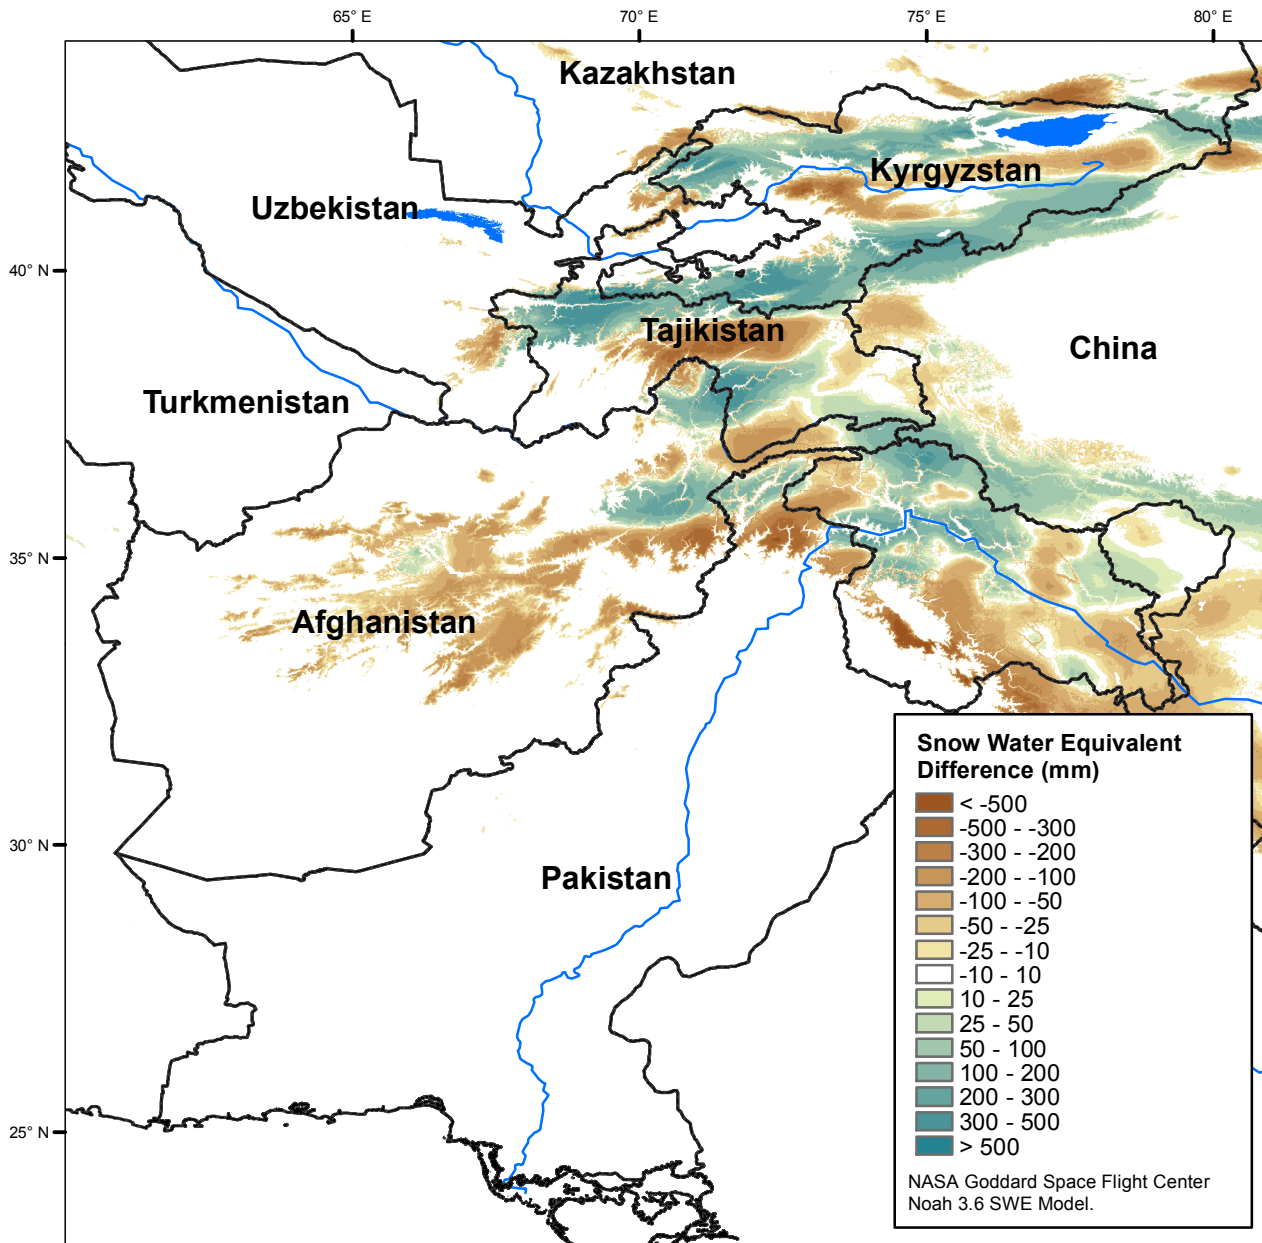 65° E
70° E
75° E
80° E
Kazakhstan
Kyrgyzstan
Uzbekistan
40° N
Tajikistan
China
Turkmenistan
35° N
Afghanistan
30° N
Pakistan
25° N
Snow Water Equivalent
Difference (mm)
< -500
-500 - -300
-300 - -200
-200 - -100
-100 - -50
-50 - -25
-25 - -10
-10 - 10
10 - 25
25 - 50
50 - 100
100 - 200
200 - 300
300 - 500
> 500
NASA Goddard Space Flight Center
Noah 3.6 SWE Model.